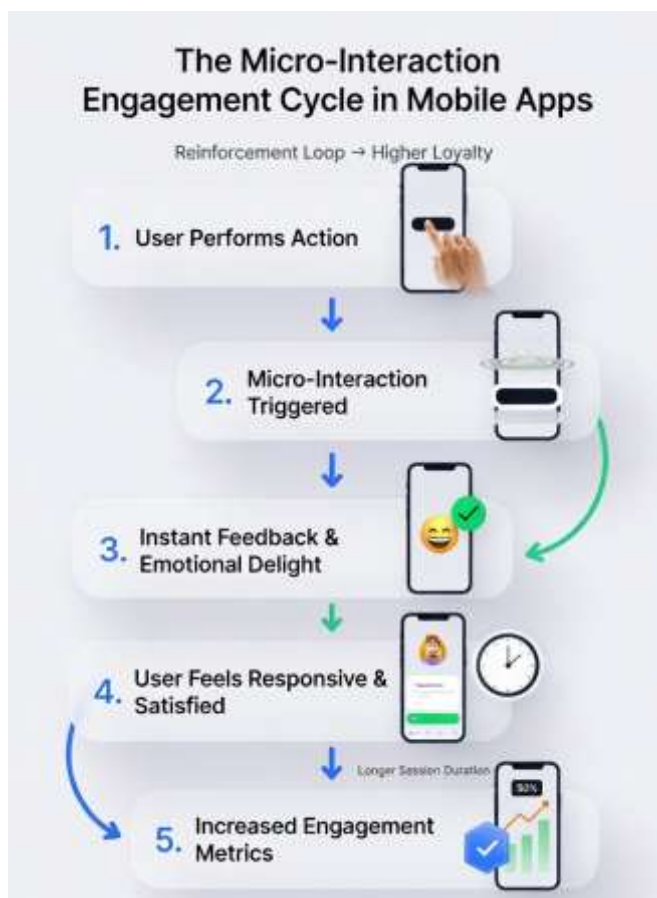 The Micro-Interaction
Engagement Cycle in Mobile Apps
Reinforcement Loop → Higher Loyalty
1. User Performs Action
2. Micro-Interaction
Triggered
3. Instant Feedback &
Emotional Delight
4. User Feels Responsive &
Satisfied
Longer Session Duration
50%
5. Increased Engagement
Metrics